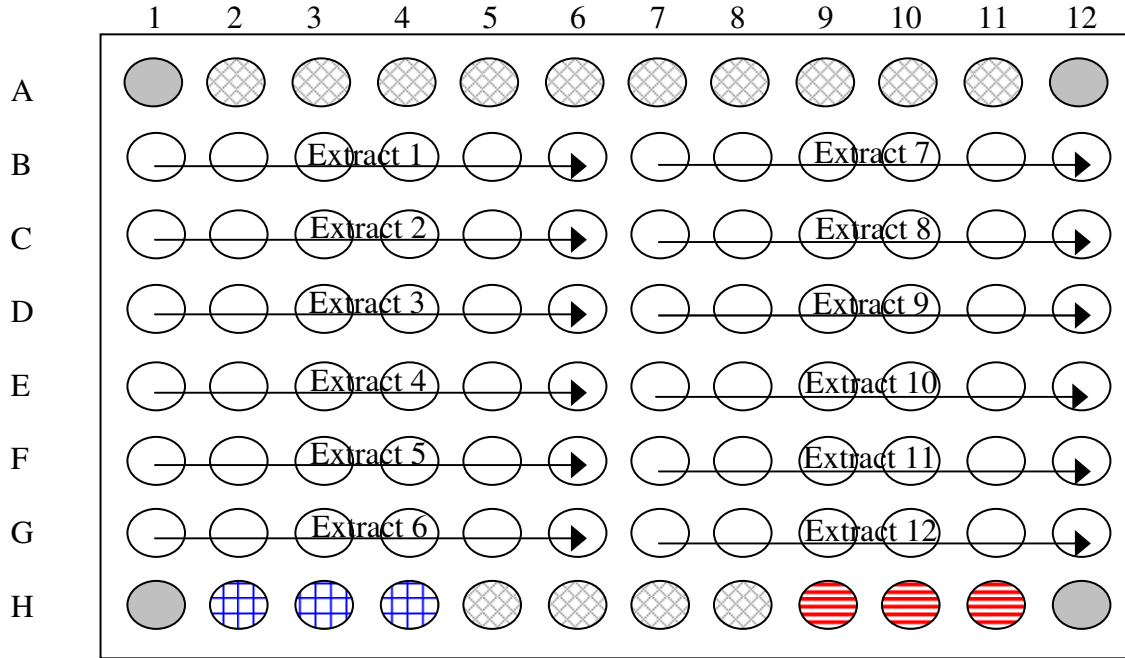 1 2 3 4 5 6 7 8 9 10 11 12
A
B Extract 1 Extract 7
C Extract 2 Extract 8
D Extract 3 Extract 9
E Extract 4 Extract 10
F Extract 5 Extract 11
G Extract 6 Extract 12
H